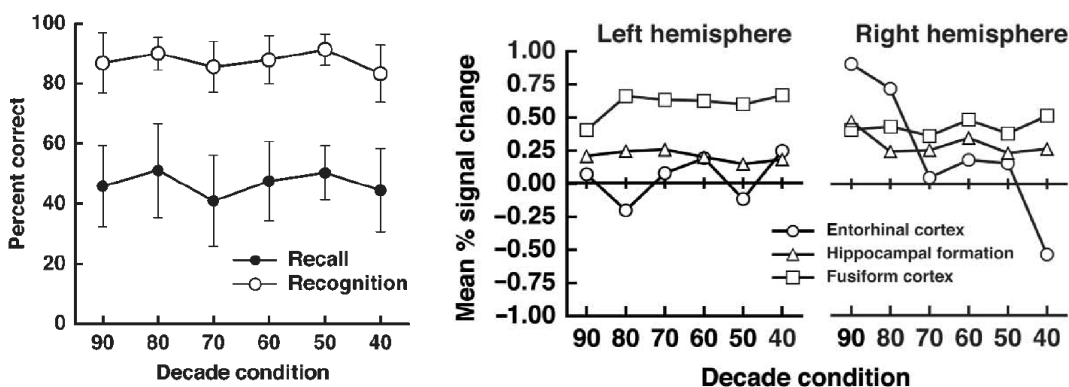 100
80
60
40
20
0
Percent correct
Recall
Recognition
90 80 70 60 50 40
Decade condition
Left hemisphere Right hemisphere
1.00
0.75
0.50
0.25
0.00
−0.25
−0.50
−0.75
−1.00
Mean % signal change
Entorhinal cortex
Hippocampal formation
Fusiform cortex
90 80 70 60 50 40 90 80 70 60 50 40
Decade condition